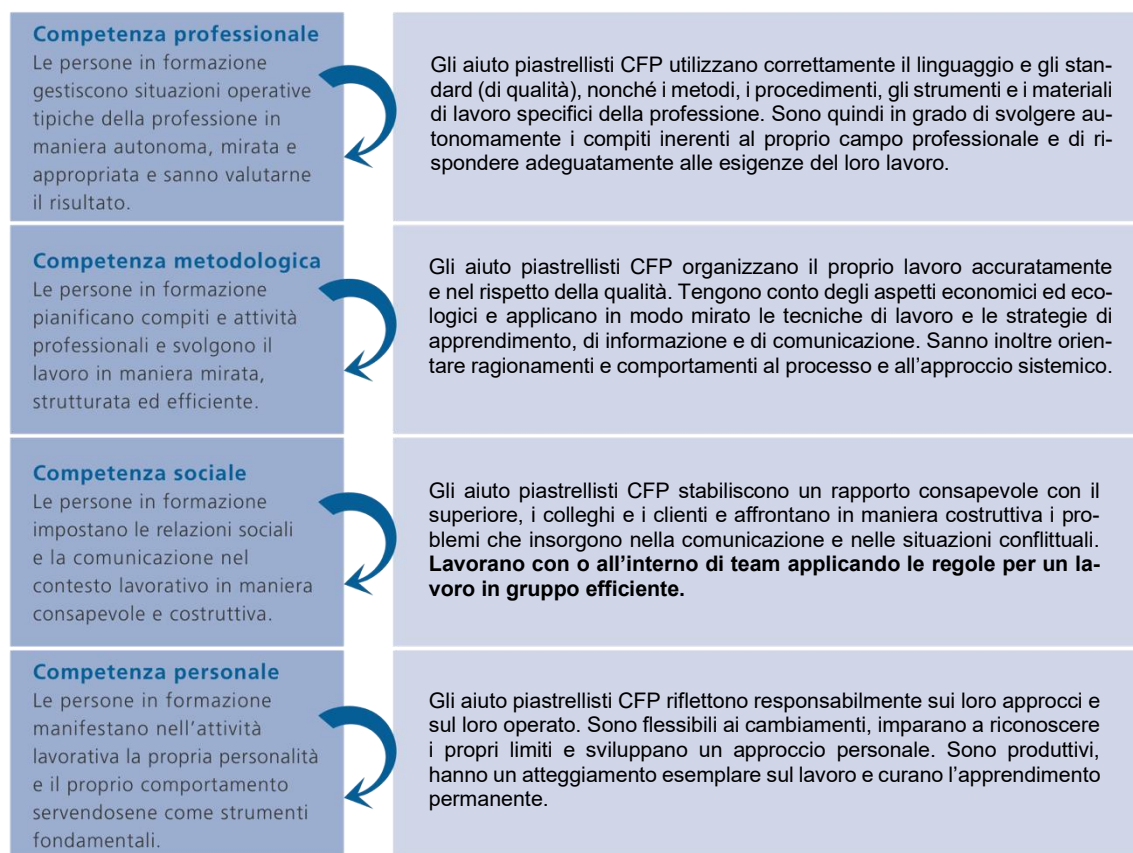 Competenza professionale
Le persone in formazione
gestiscono situazioni operative
tipiche della professione in
maniera autonoma, mirata e
appropriata e sanno valutarne
il risultato.
Gli aiuto piastrellisti CFP utilizzano correttamente il linguaggio e gli stan-
dard (di qualità), nonché i metodi, i procedimenti, gli strumenti e i materiali
di lavoro specifici della professione. Sono quindi in grado di svolgere au-
tonomamente i compiti inerenti al proprio campo professionale e di ri-
spondere adeguatamente alle esigenze del loro lavoro.
Competenza metodologica
Le persone in formazione
pianificano compiti e attività
professionali e svolgono il
lavoro in maniera mirata,
strutturata ed efficiente.
Gli aiuto piastrellisti CFP organizzano il proprio lavoro accuratamente
e nel rispetto della qualità. Tengono conto degli aspetti economici ed eco-
logici e applicano in modo mirato le tecniche di lavoro e le strategie di
apprendimento, di informazione e di comunicazione. Sanno inoltre orien-
tare ragionamenti e comportamenti al processo e all’approccio sistemico.
Competenza sociale
Le persone in formazione
impostano le relazioni sociali
e la comunicazione nel
contesto lavorativo in maniera
consapevole e costruttiva.
Gli aiuto piastrellisti CFP stabiliscono un rapporto consapevole con il
superiore, i colleghi e i clienti e affrontano in maniera costruttiva i pro-
blemi che insorgono nella comunicazione e nelle situazioni conflittuali.
Lavorano con o all’interno di team applicando le regole per un la-
voro in gruppo efficiente.
Competenza personale
Le persone in formazione
manifestano nell’attività
lavorativa la propria personalità
e il proprio comportamento
servendosene come strumenti
fondamentali.
Gli aiuto piastrellisti CFP riflettono responsabilmente sui loro approcci e
sul loro operato. Sono flessibili ai cambiamenti, imparano a riconoscere
i propri limiti e sviluppano un approccio personale. Sono produttivi,
hanno un atteggiamento esemplare sul lavoro e curano l’apprendimento
permanente.